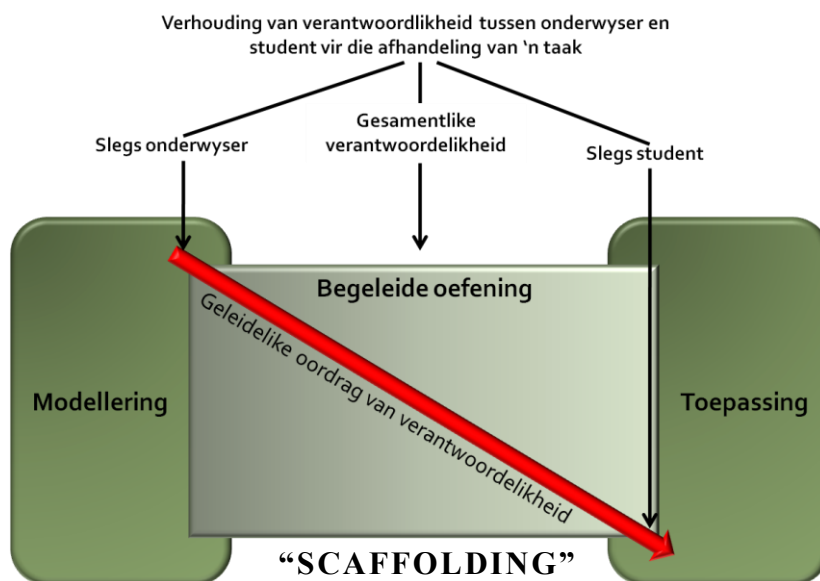 Verhouding van verantwoordlikheid tussen onderwyser en
student vir die afhandeling van 'n taak
Slegs onderwyser
Gesamentlike
verantwoordelikheid
Slegs student
Modellering
Begeleide oefening
Geleidelike oordrag van verantwoordelikheid
Toepassing
“SCAFFOLDING”